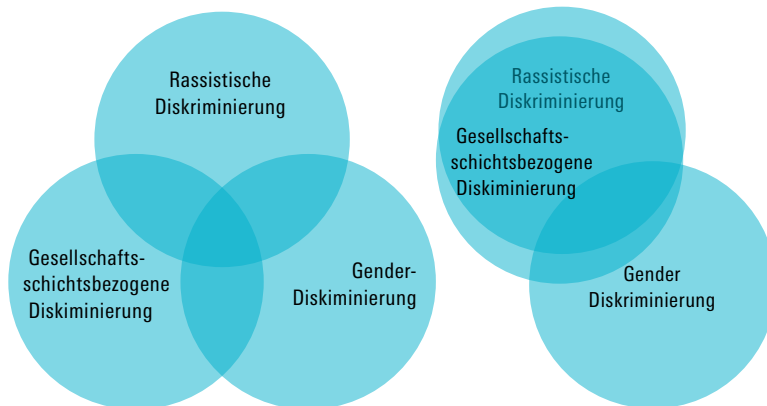 Rassistische
Diskriminierung
Gesellschafts-
schichtsbezogene
Diskiminierung
Gender-
Diskiminierung
Rassistische
Diskriminierung
Gesellschafts-
schichtsbezogene
Diskiminierung
Gender
Diskriminierung